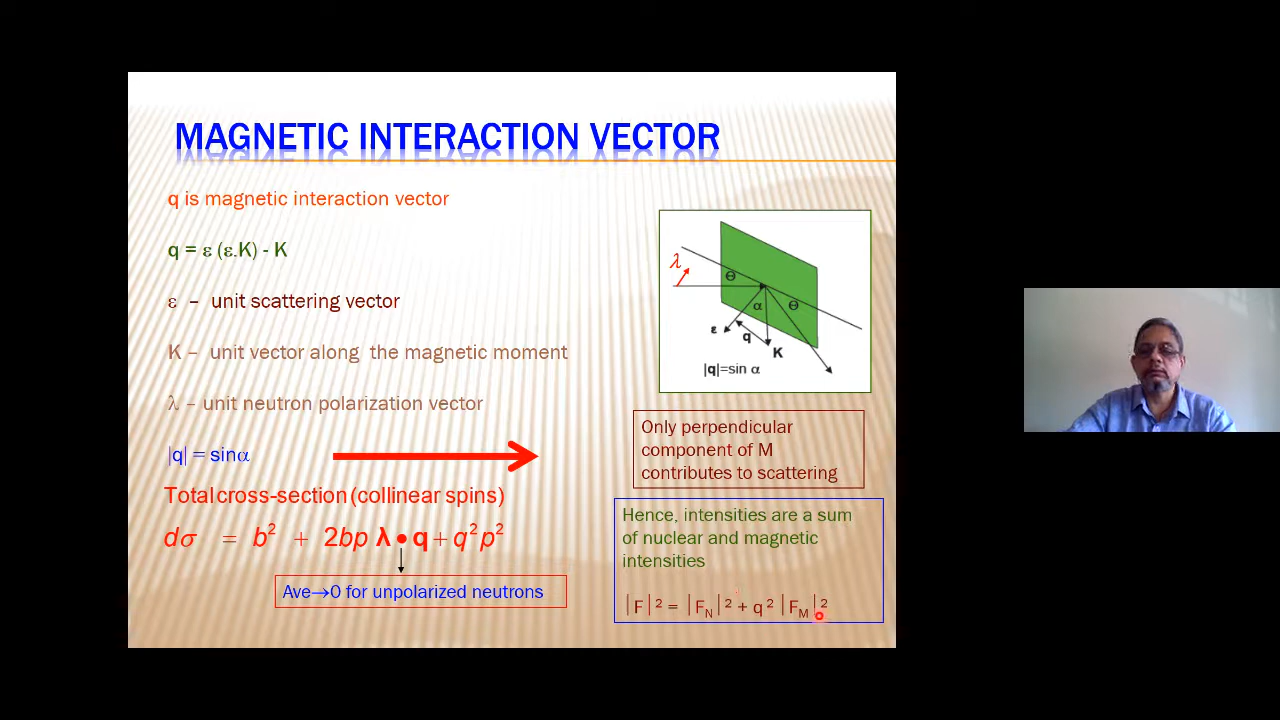 MAGNETIC INTERACTION VECTOR
q is magnetic interaction vector
q = ε (ε.K) - K
ε – unit scattering vector
K – unit vector along the magnetic moment
λ – unit neutron polarization vector
|q| = sinα
Total cross-section (collinear spins)
dσ = b² + 2bp λ • q + q²p²
Ave→0 for unpolarized neutrons
λ
Θ
α
Θ
ε
q
K
|q|=sin α
Only perpendicular
component of M
contributes to scattering
Hence, intensities are a sum
of nuclear and magnetic
intensities
|F|² = |F_N|² + q² |F_M|²